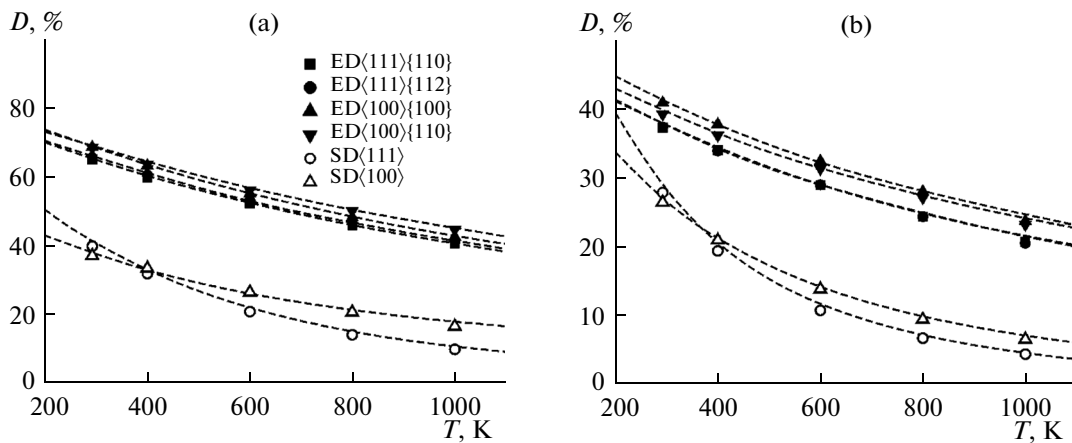 D, %
(a)
80
60
40
20
0
200
400
600
800
1000
T, K
ED⟨111⟩{110}
ED⟨111⟩{112}
ED⟨100⟩{100}
ED⟨100⟩{110}
SD⟨111⟩
SD⟨100⟩
D, %
(b)
40
30
20
10
0
200
400
600
800
1000
T, K